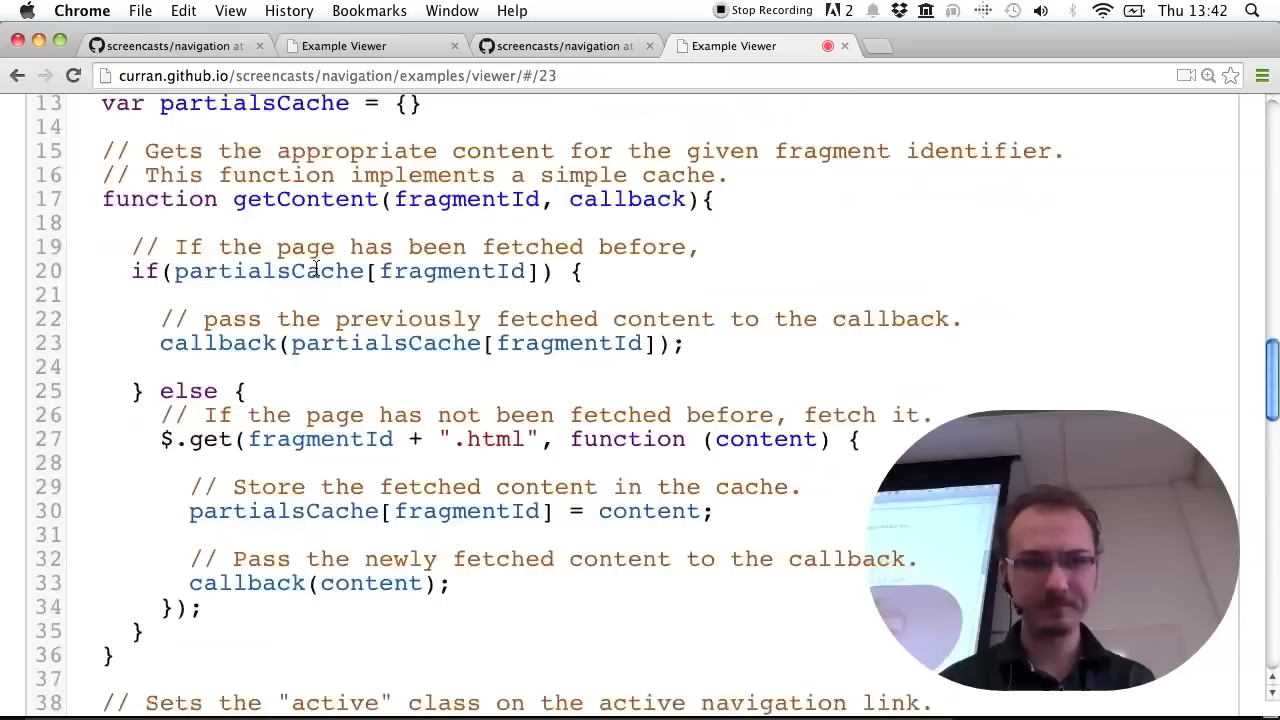 Chrome File Edit View History Bookmarks Window Help Stop Recording 2 Thu 13:42
screencasts/navigation at Example Viewer screencasts/navigation at Example Viewer
curran.github.io/screencasts/navigation/examples/viewer/#/23
13 var partialsCache = {}
14
15 // Gets the appropriate content for the given fragment identifier.
16 // This function implements a simple cache.
17 function getContent(fragmentId, callback){
18
19 // If the page has been fetched before,
20 if(partialsCache[fragmentId]) {
21
22 // pass the previously fetched content to the callback.
23 callback(partialsCache[fragmentId]);
24
25 } else {
26 // If the page has not been fetched before, fetch it.
27 $.get(fragmentId + ".html", function (content) {
28
29 // Store the fetched content in the cache.
30 partialsCache[fragmentId] = content;
31
32 // Pass the newly fetched content to the callback.
33 callback(content);
34 });
35 }
36 }
37
38 // Sets the "active" class on the active navigation link.